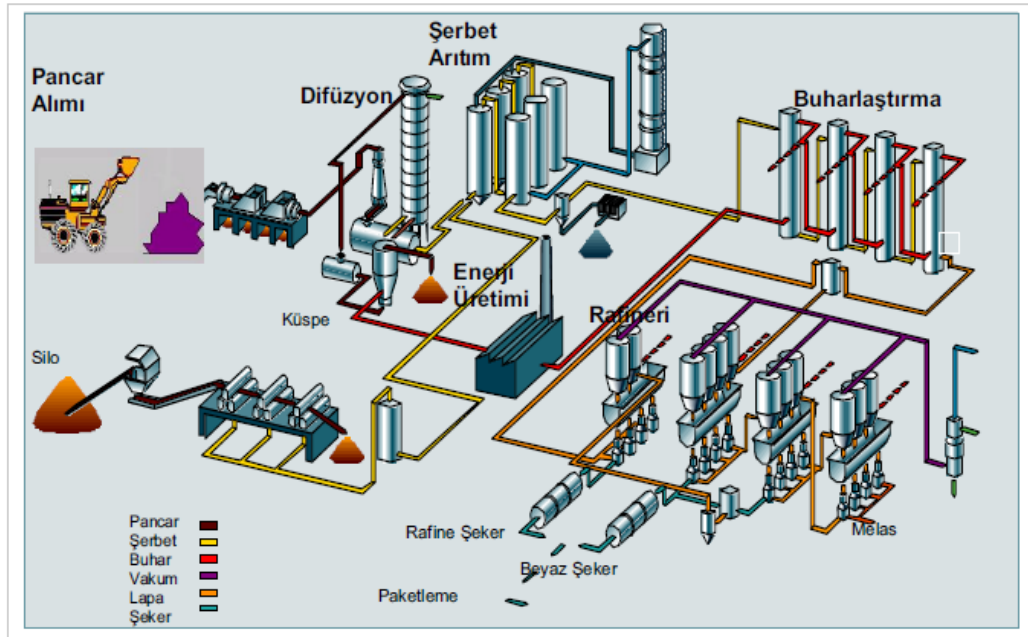 Pancar
Alımı
Difüzyon
Şerbet
Arıtım
Buharlaştırma
Enerji
Üretimi
Küspe
Rafineri
Silo
Rafine Şeker
Beyaz Şeker
Melas
Paketleme
Pancar
Şerbet
Buhar
Vakum
Lapa
Şeker